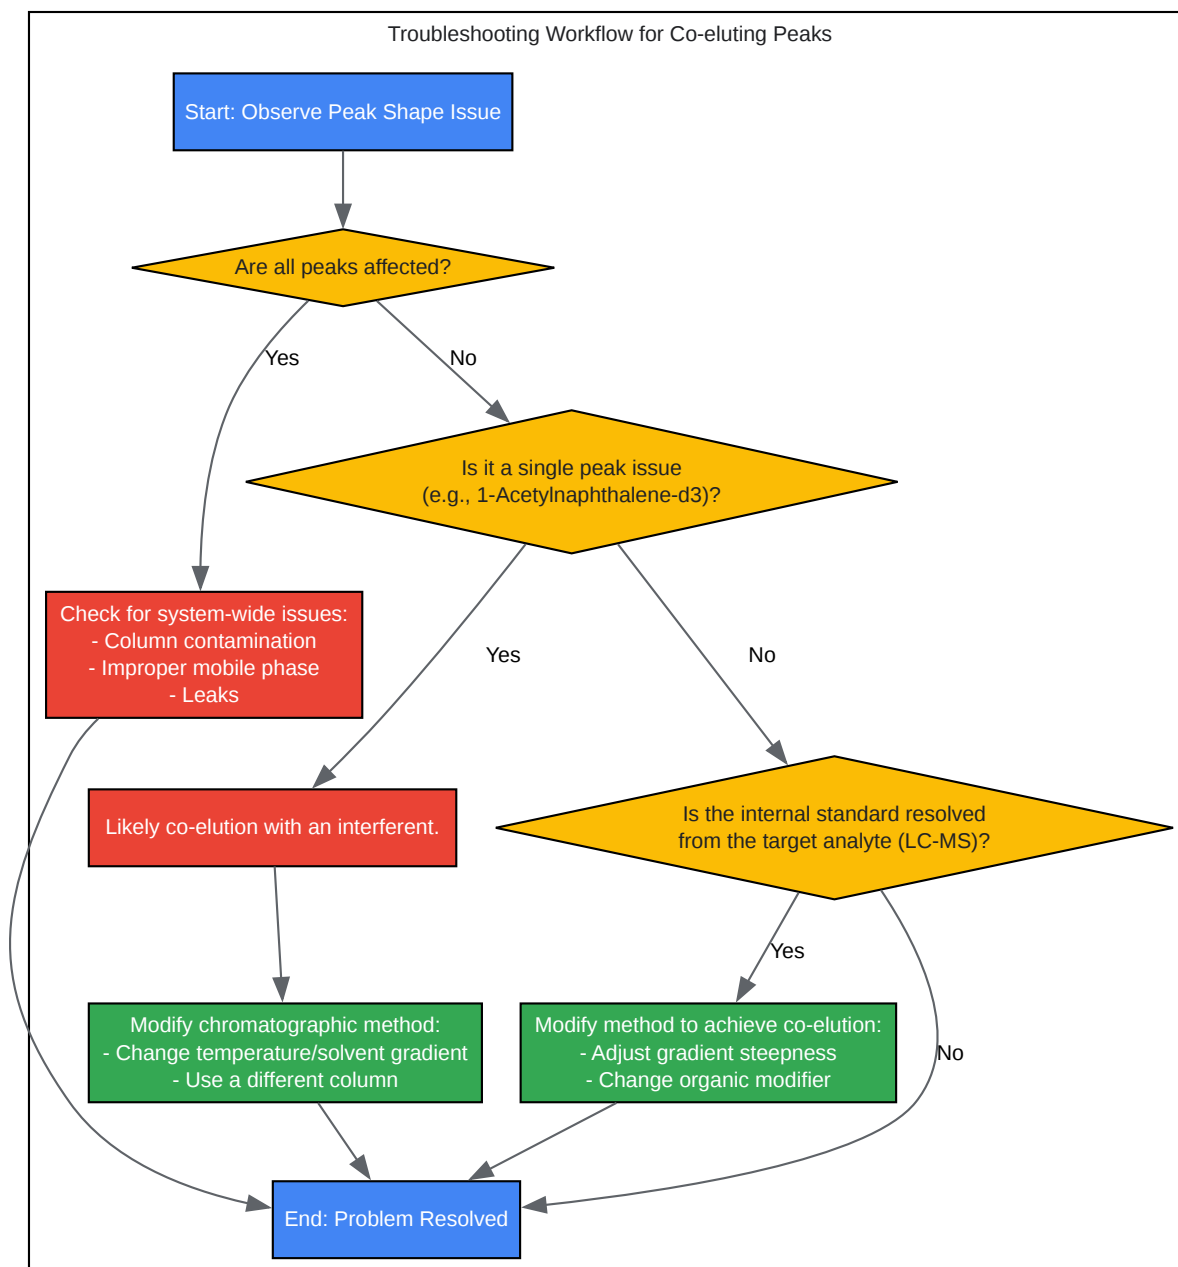 Troubleshooting Workflow for Co-eluting Peaks
Start: Observe Peak Shape Issue
Are all peaks affected?
Yes
No
Is it a single peak issue
(e.g., 1-Acetylnaphthalene-d3)?
Check for system-wide issues:
- Column contamination
- Improper mobile phase
- Leaks
Yes
No
Likely co-elution with an interferent.
Is the internal standard resolved
from the target analyte (LC-MS)?
Yes
No
Modify chromatographic method:
- Change temperature/solvent gradient
- Use a different column
Modify method to achieve co-elution:
- Adjust gradient steepness
- Change organic modifier
End: Problem Resolved